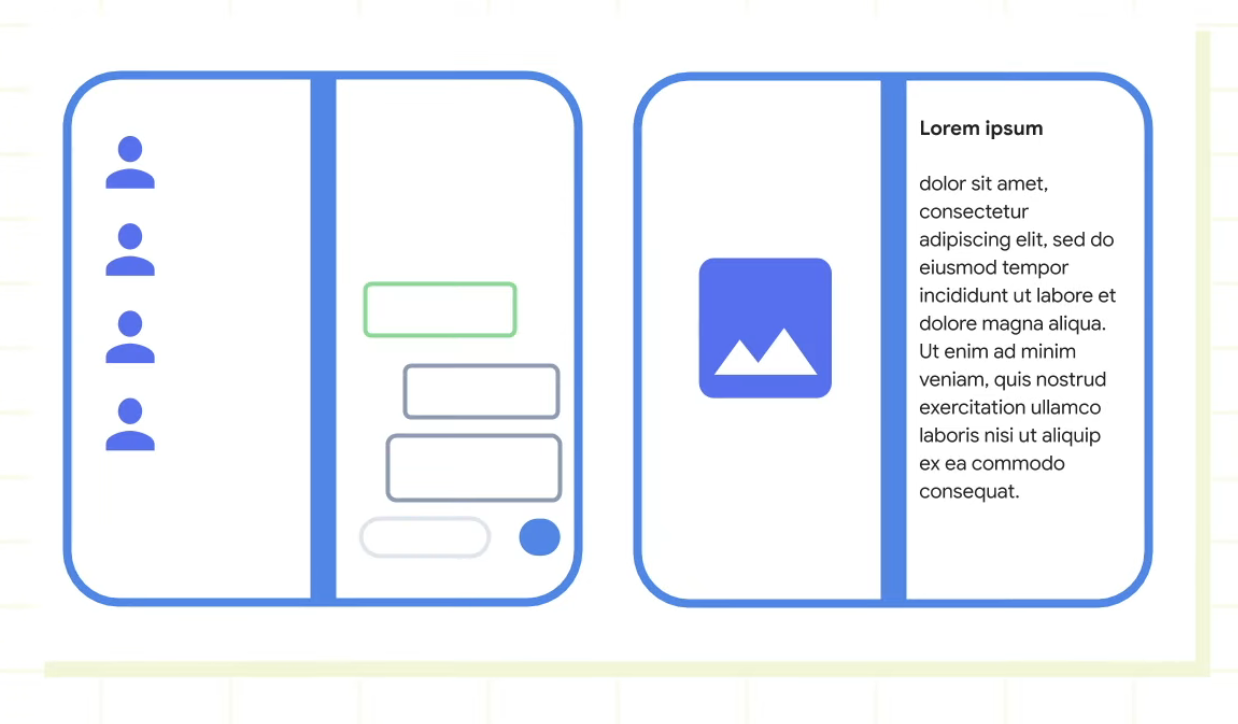 Lorem ipsum
dolor sit amet,
consectetur
adipiscing elit, sed do
eiusmod tempor
incididunt ut labore et
dolore magna aliqua.
Ut enim ad minim
veniam, quis nostrud
exercitation ullamco
laboris nisi ut aliquip
ex ea commodo
consequat.